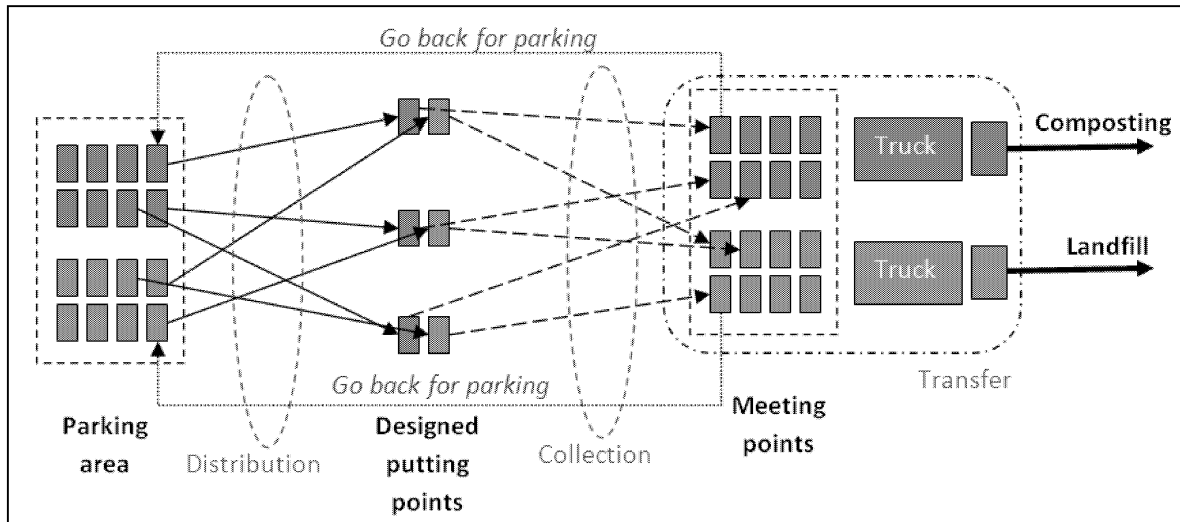 Go back for parking
Composting
Truck
Landfill
Truck
Go back for parking
Transfer
Parking
area
Distribution
Designed
putting
points
Collection
Meeting
points